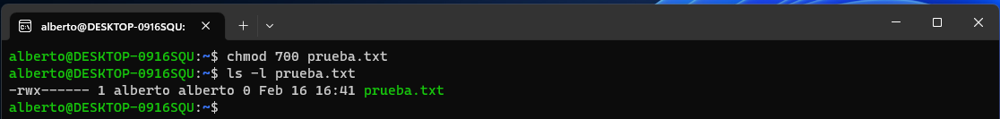 alberto@DESKTOP-0916SQU:
alberto@DESKTOP-0916SQU:~$ chmod 700 prueba.txt
alberto@DESKTOP-0916SQU:~$ ls -l prueba.txt
-rwx------ 1 alberto alberto 0 Feb 16 16:41 prueba.txt
alberto@DESKTOP-0916SQU:~$